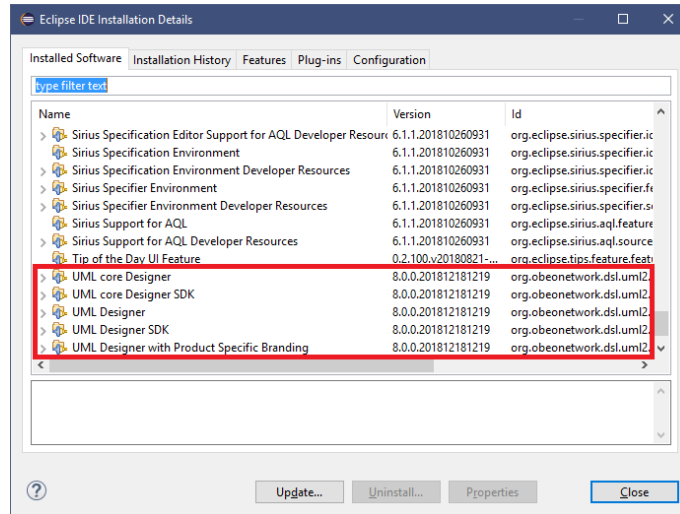 Eclipse IDE Installation Details
Installed Software Installation History Features Plug-ins Configuration
type filter text
Name Version Id
Sirius Specification Editor Support for AQL Developer Resourc 6.1.1.201810260931 org.eclipse.sirius.specifier.ic
Sirius Specification Environment 6.1.1.201810260931 org.eclipse.sirius.specifier.ic
Sirius Specification Environment Developer Resources 6.1.1.201810260931 org.eclipse.sirius.specifier.ic
Sirius Specifier Environment 6.1.1.201810260931 org.eclipse.sirius.specifier.fe
Sirius Specifier Environment Developer Resources 6.1.1.201810260931 org.eclipse.sirius.specifier.s
Sirius Support for AQL 6.1.1.201810260931 org.eclipse.sirius.aql.feature
Sirius Support for AQL Developer Resources 6.1.1.201810260931 org.eclipse.sirius.aql.source
Tip of the Day UI Feature 0.2.100.v20180821-... org.eclipse.tips.feature.feat
UML core Designer 8.0.0.201812181219 org.obeonetwork.dsl.uml2.
UML core Designer SDK 8.0.0.201812181219 org.obeonetwork.dsl.uml2.
UML Designer 8.0.0.201812181219 org.obeonetwork.dsl.uml2.
UML Designer SDK 8.0.0.201812181219 org.obeonetwork.dsl.uml2.
UML Designer with Product Specific Branding 8.0.0.201812181219 org.obeonetwork.dsl.uml2.
Update... Uninstall... Properties Close